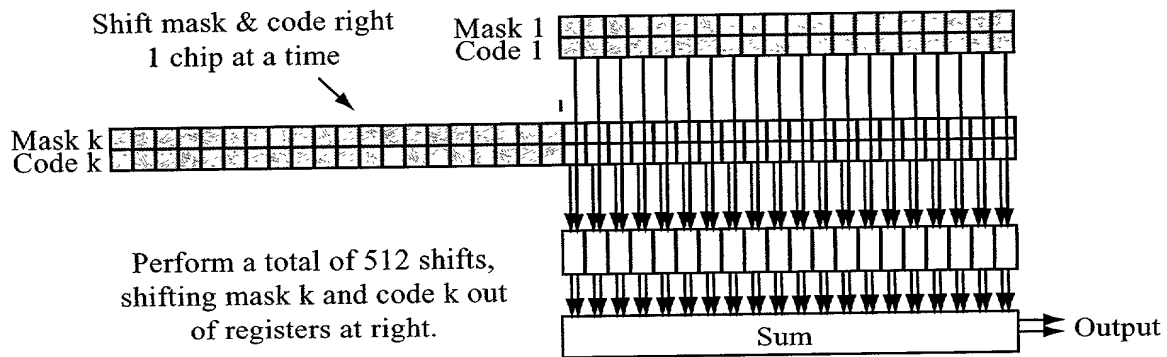 Shift mask & code right
1 chip at a time
Mask 1
Code 1
Mask k
Code k
Perform a total of 512 shifts,
shifting mask k and code k out
of registers at right.
Sum
Output